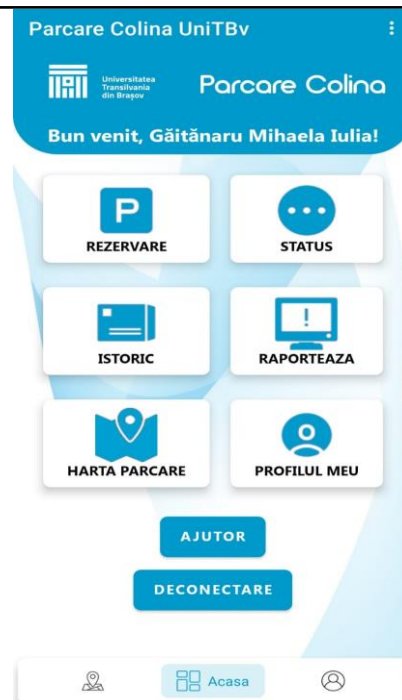 Parcare Colina UniTBv
Universitatea
Transilvania
din Brașov
Parcare Colina
Bun venit, Găitănaru Mihaela Iulia!
P
REZERVARE
STATUS
ISTORIC
!
RAPORTEAZA
HARTA PARCARE
PROFILUL MEU
AJUTOR
DECONECTARE
Acasa